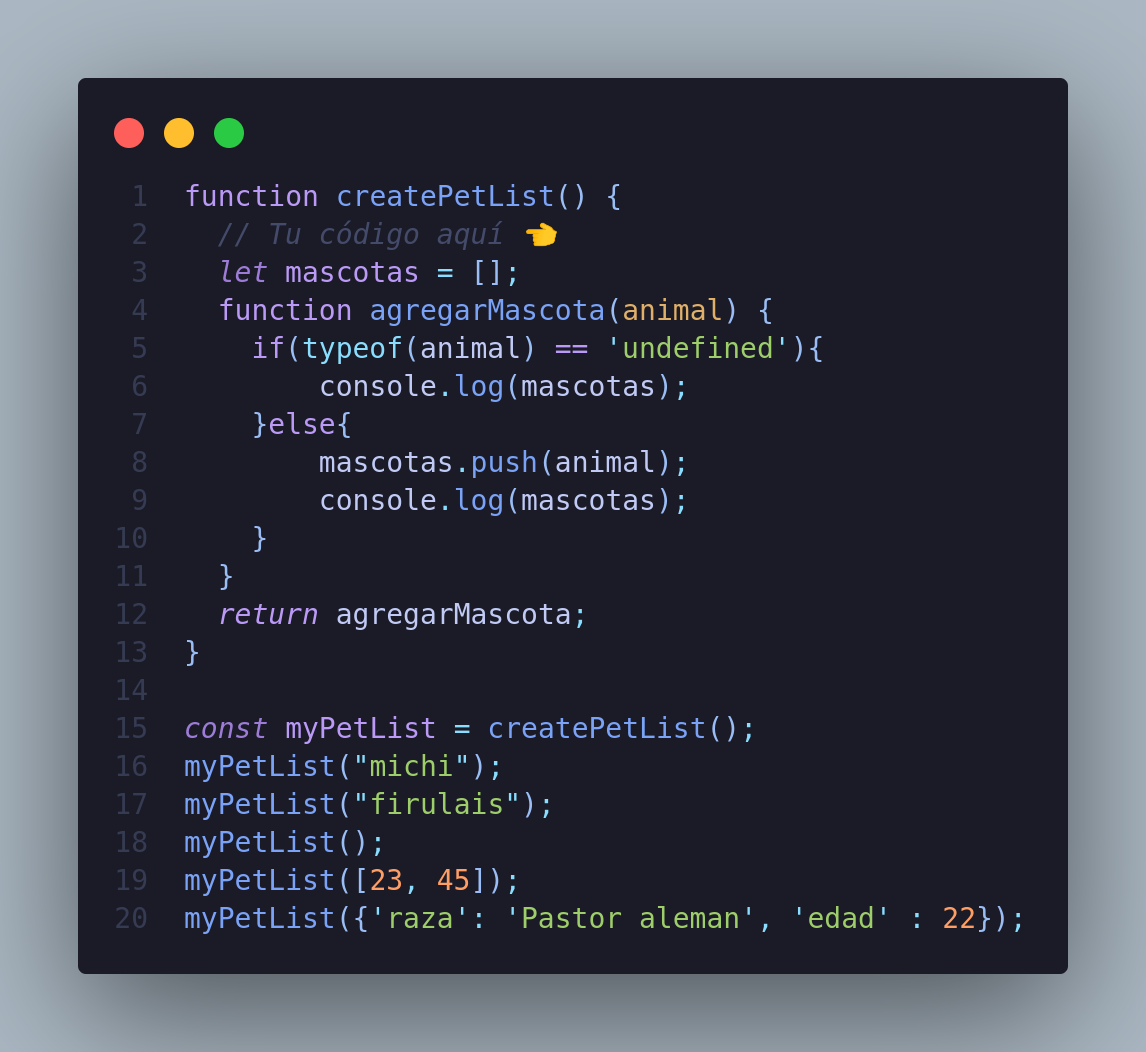 1 function createPetList() {
2   // Tu código aquí 👈
3   let mascotas = [];
4   function agregarMascota(animal) {
5     if(typeof(animal) == 'undefined'){
6         console.log(mascotas);
7     }else{
8         mascotas.push(animal);
9         console.log(mascotas);
10     }
11   }
12   return agregarMascota;
13 }
14
15 const myPetList = createPetList();
16 myPetList("michi");
17 myPetList("firulais");
18 myPetList();
19 myPetList([23, 45]);
20 myPetList({'raza': 'Pastor aleman', 'edad' : 22});